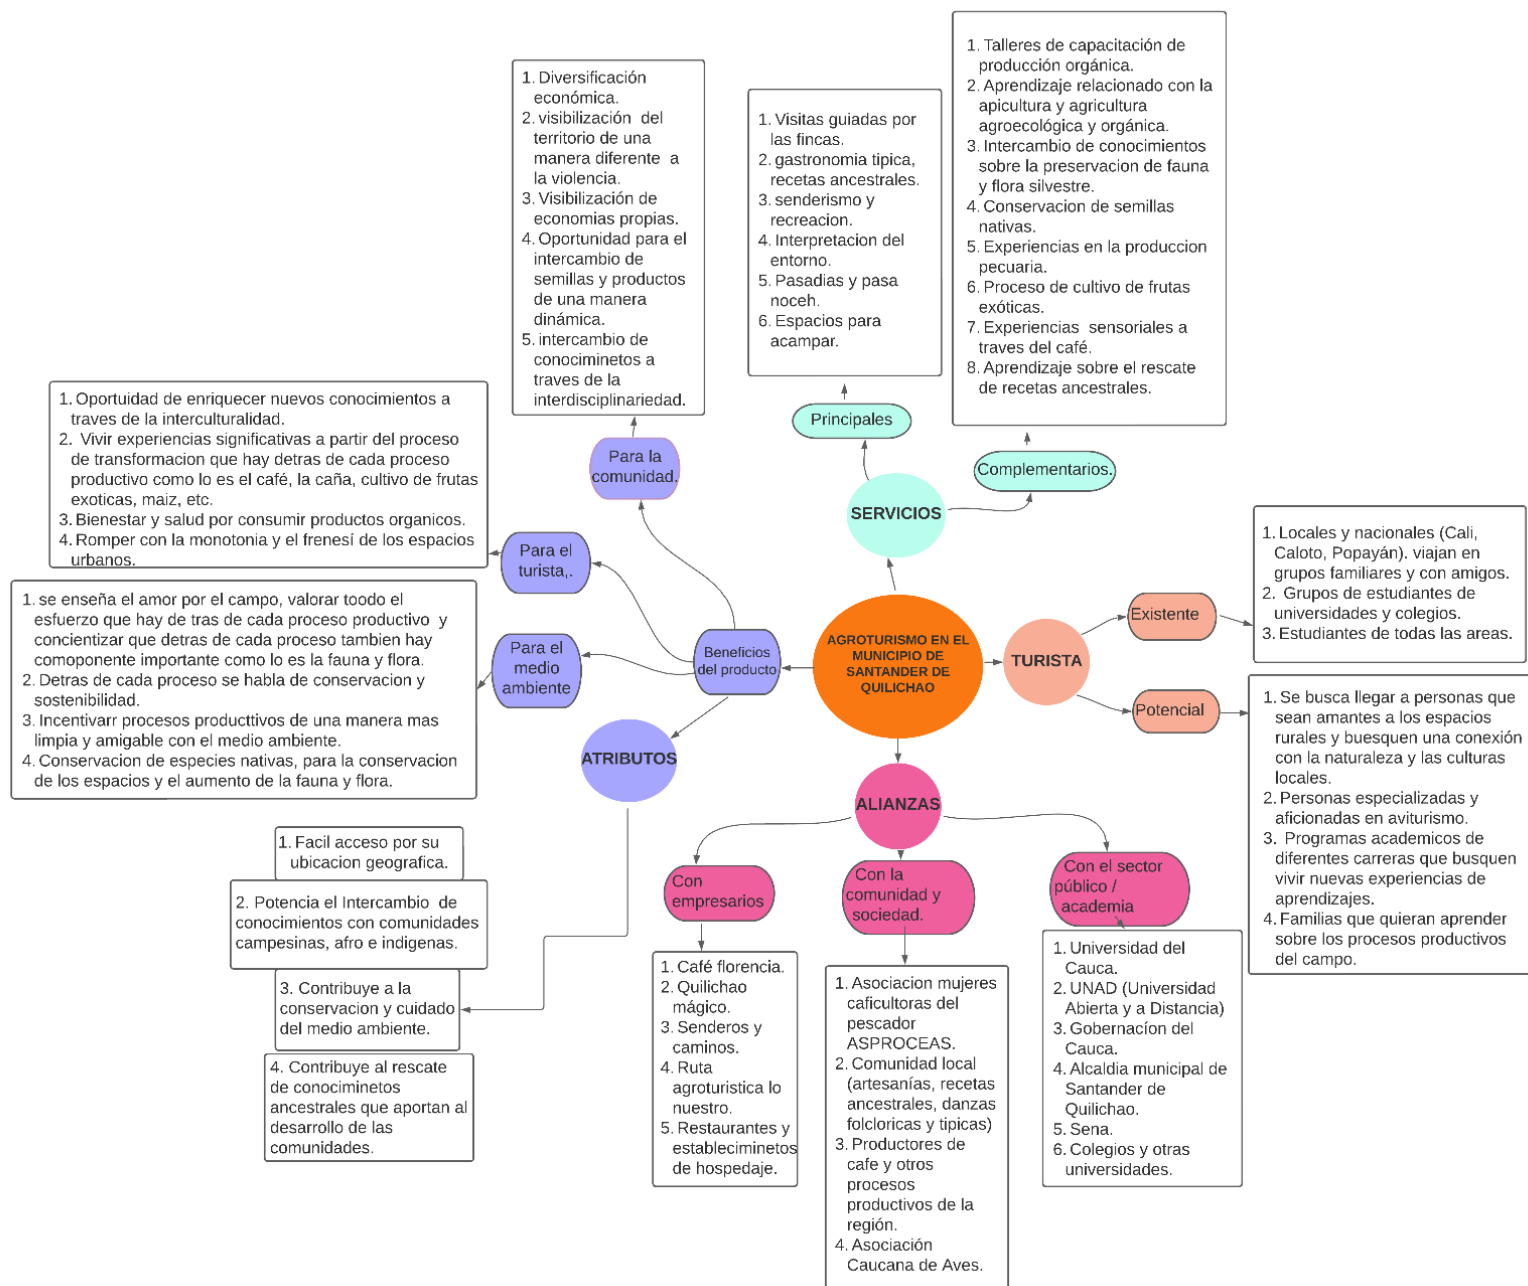 1. Diversificación
económica.
2. visibilización del
territorio de una
manera diferente a
la violencia.
3. Visibilización de
economias propias.
4. Oportunidad para el
intercambio de
semillas y productos
de una manera
dinámica.
5. intercambio de
conociminetos a
traves de la
interdisciplinariedad.
1. Visitas guiadas por
las fincas.
2. gastronomia tipica,
recetas ancestrales.
3. senderismo y
recreacion.
4. Interpretacion del
entorno.
5. Pasadias y pasa
noceh.
6. Espacios para
acampar.
1. Talleres de capacitación de
producción orgánica.
2. Aprendizaje relacionado con la
apicultura y agricultura
agroecológica y orgánica.
3. Intercambio de conocimientos
sobre la preservacion de fauna
y flora silvestre.
4. Conservacion de semillas
nativas.
5. Experiencias en la produccion
pecuaria.
6. Proceso de cultivo de frutas
exóticas.
7. Experiencias sensoriales a
traves del café.
8. Aprendizaje sobre el rescate
de recetas ancestrales.
Principales
Complementarios.
SERVICIOS
Para la
comunidad.
1. Oportuidad de enriquecer nuevos conocimientos a
traves de la interculturalidad.
2. Vivir experiencias significativas a partir del proceso
de transformacion que hay detras de cada proceso
productivo como lo es el café, la caña, cultivo de frutas
exoticas, maiz, etc.
3. Bienestar y salud por consumir productos organicos.
4. Romper con la monotonia y el frenesí de los espacios
urbanos.
Para el
turista,.
1. se enseña el amor por el campo, valorar toodo el
esfuerzo que hay de tras de cada proceso productivo y
concientizar que detras de cada proceso tambien hay
comoponente importante como lo es la fauna y flora.
2. Detras de cada proceso se habla de conservacion y
sostenibilidad.
3. Incentivarr procesos producttivos de una manera mas
limpia y amigable con el medio ambiente.
4. Conservacion de especies nativas, para la conservacion
de los espacios y el aumento de la fauna y flora.
Para el
medio
ambiente
Beneficios
del producto
AGROTURISMO EN EL
MUNICIPIO DE
SANTANDER DE
QUILICHAO
TURISTA
Existente
1. Locales y nacionales (Cali,
Caloto, Popayán). viajan en
grupos familiares y con amigos.
2. Grupos de estudiantes de
universidades y colegios.
3. Estudiantes de todas las areas.
Potencial
1. Se busca llegar a personas que
sean amantes a los espacios
rurales y buesquen una conexión
con la naturaleza y las culturas
locales.
2. Personas especializadas y
aficionadas en aviturismo.
3. Programas academicos de
diferentes carreras que busquen
vivir nuevas experiencias de
aprendizajes.
4. Familias que quieran aprender
sobre los procesos productivos
del campo.
ATRIBUTOS
1. Facil acceso por su
ubicacion geografica.
2. Potencia el Intercambio de
conocimientos con comunidades
campesinas, afro e indigenas.
3. Contribuye a la
conservacion y cuidado
del medio ambiente.
4. Contribuye al rescate
de conociminetos
ancestrales que aportan al
desarrollo de las
comunidades.
ALIANZAS
Con
empresarios
1. Café florencia.
2. Quilichao
mágico.
3. Senderos y
caminos.
4. Ruta
agroturistica lo
nuestro.
5. Restaurantes y
estableciminetos
de hospedaje.
Con la
comunidad y
sociedad.
1. Asociacion mujeres
caficultoras del
pescador
ASPROCEAS.
2. Comunidad local
(artesanías, recetas
ancestrales, danzas
folcloricas y tipicas)
3. Productores de
cafe y otros
procesos
productivos de la
región.
4. Asociación
Caucana de Aves.
Con el sector
público /
academia
1. Universidad del
Cauca.
2. UNAD (Universidad
Abierta y a Distancia)
3. Gobernacíon del
Cauca.
4. Alcaldia municipal de
Santander de
Quilichao.
5. Sena.
6. Colegios y otras
universidades.